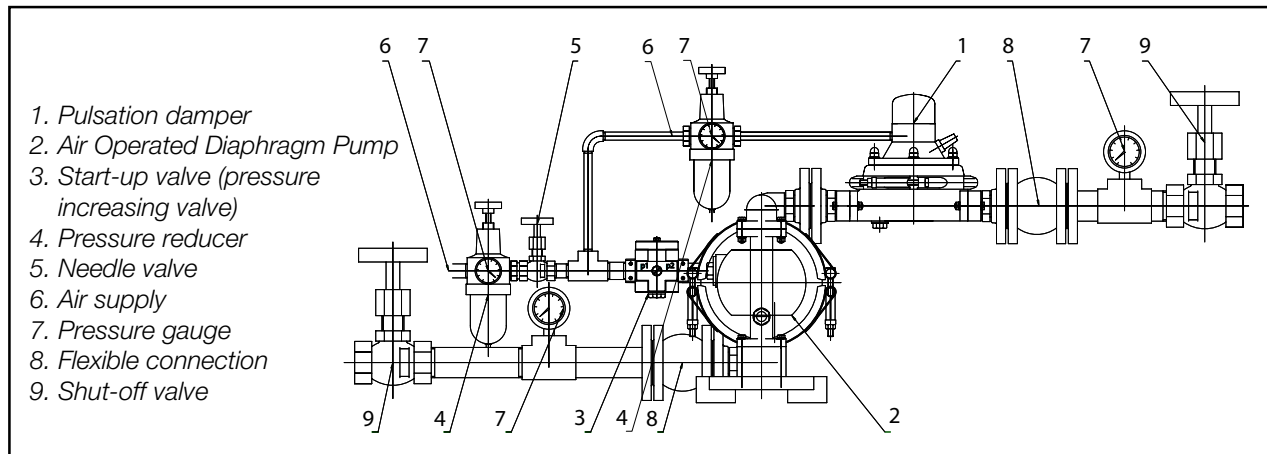 6 7 5 6 7 1 8 7 9
1. Pulsation damper
2. Air Operated Diaphragm Pump
3. Start-up valve (pressure
increasing valve)
4. Pressure reducer
5. Needle valve
6. Air supply
7. Pressure gauge
8. Flexible connection
9. Shut-off valve
p1 p2
9 4 7 3 4 8 2